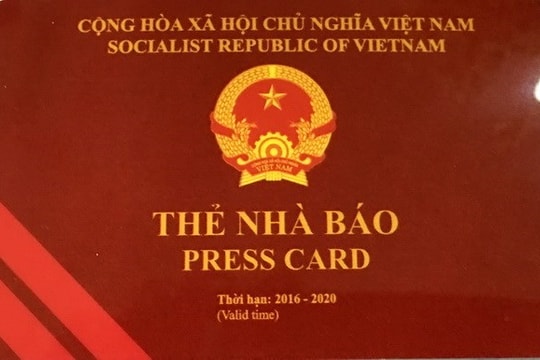 CỘNG HÒA XÃ HỘI CHỦ NGHĨA VIỆT NAM
SOCIALIST REPUBLIC OF VIETNAM
VIỆT NAM
THẺ NHÀ BÁO
PRESS CARD
Thời hạn: 2016 - 2020
(Valid time)